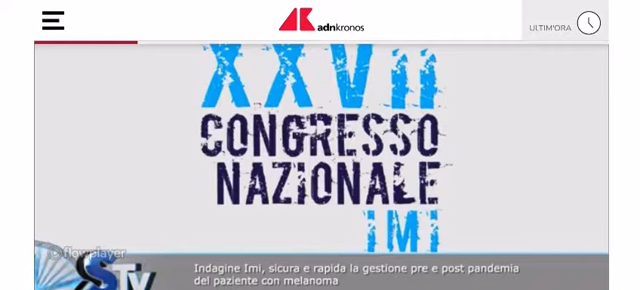 adnkronos
ULTIM'ORA
XXVII
CONGRESSO
NAZIONALE
IMI
flowplayer
STv
Indagine Imi, sicura e rapida la gestione pre e post pandemia
del paziente con melanoma